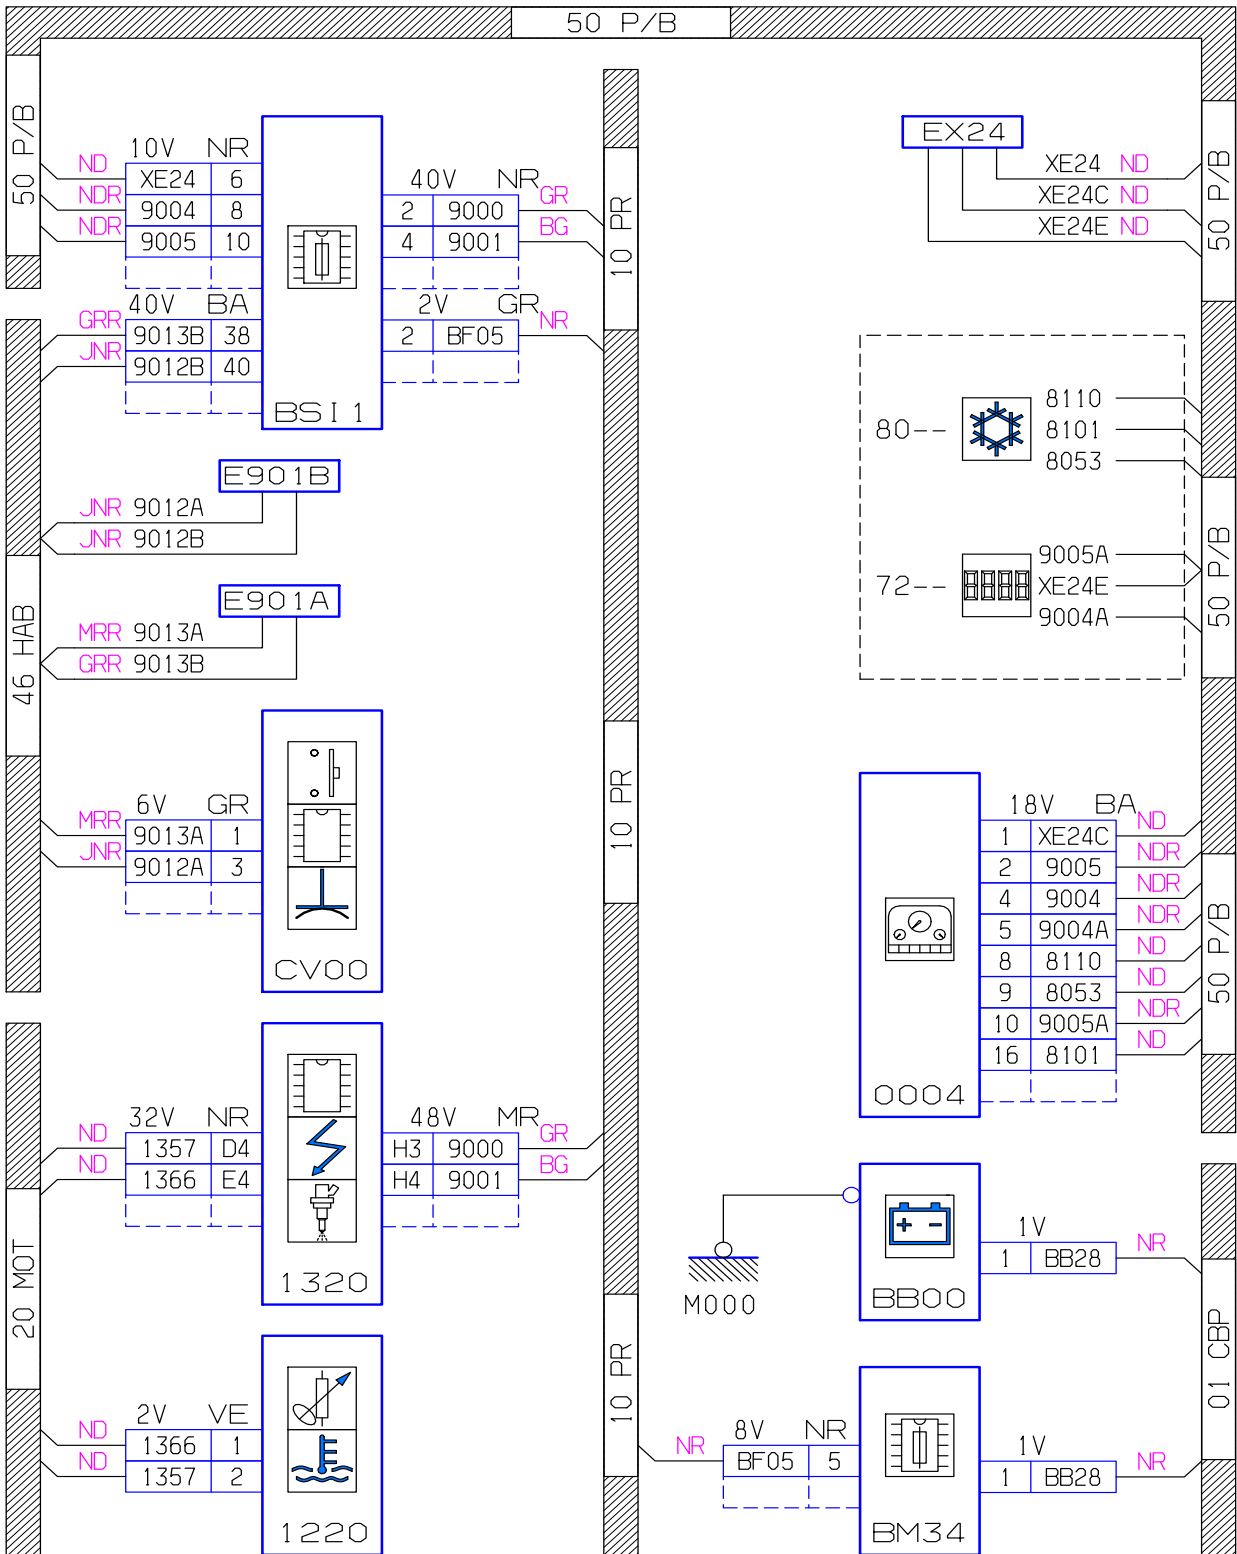 50 P/B
50 P/B
10V NR
ND XE24 6
NDR 9004 8
NDR 9005 10
40V NR
2 9000 GR
4 9001 BG
40V BA
GRR 9013B 38
JNR 9012B 40
2V GR
2 BF05 NR
BSI 1
10 PR
EX24
XE24 ND
XE24C ND
XE24E ND
50 P/B
80--
8110
8101
8053
72--
9005A
XE24E
9004A
50 P/B
E901B
JNR 9012A
JNR 9012B
E901A
MRR 9013A
GRR 9013B
46 HAB
6V GR
MRR 9013A 1
JNR 9012A 3
CV00
10 PR
18V BA
1 XE24C ND
2 9005 NDR
4 9004 NDR
5 9004A NDR
8 8110 ND
9 8053 ND
10 9005A NDR
16 8101 ND
0004
50 P/B
32V NR
ND 1357 D4
ND 1366 E4
48V MR
H3 9000 GR
H4 9001 BG
1320
20 MOT
M000
+ -
1V
1 BB28 NR
BB00
01 CBP
2V VE
ND 1366 1
ND 1357 2
1220
10 PR
8V NR
NR BF05 5
1V
1 BB28 NR
BM34